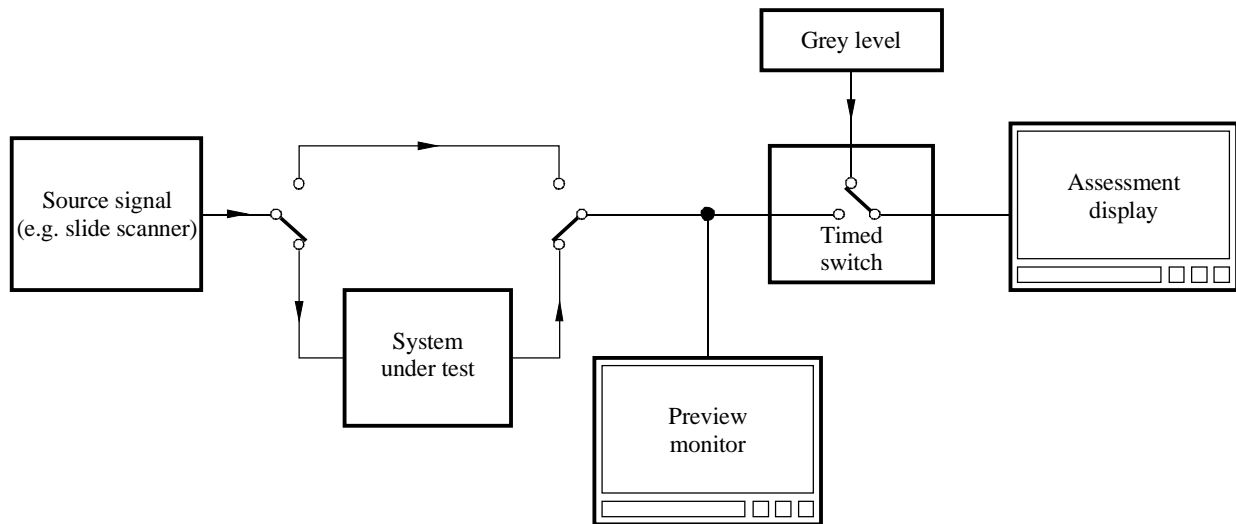 Grey level
Source signal
(e.g. slide scanner)
Assessment
display
Timed
switch
System
under test
Preview
monitor